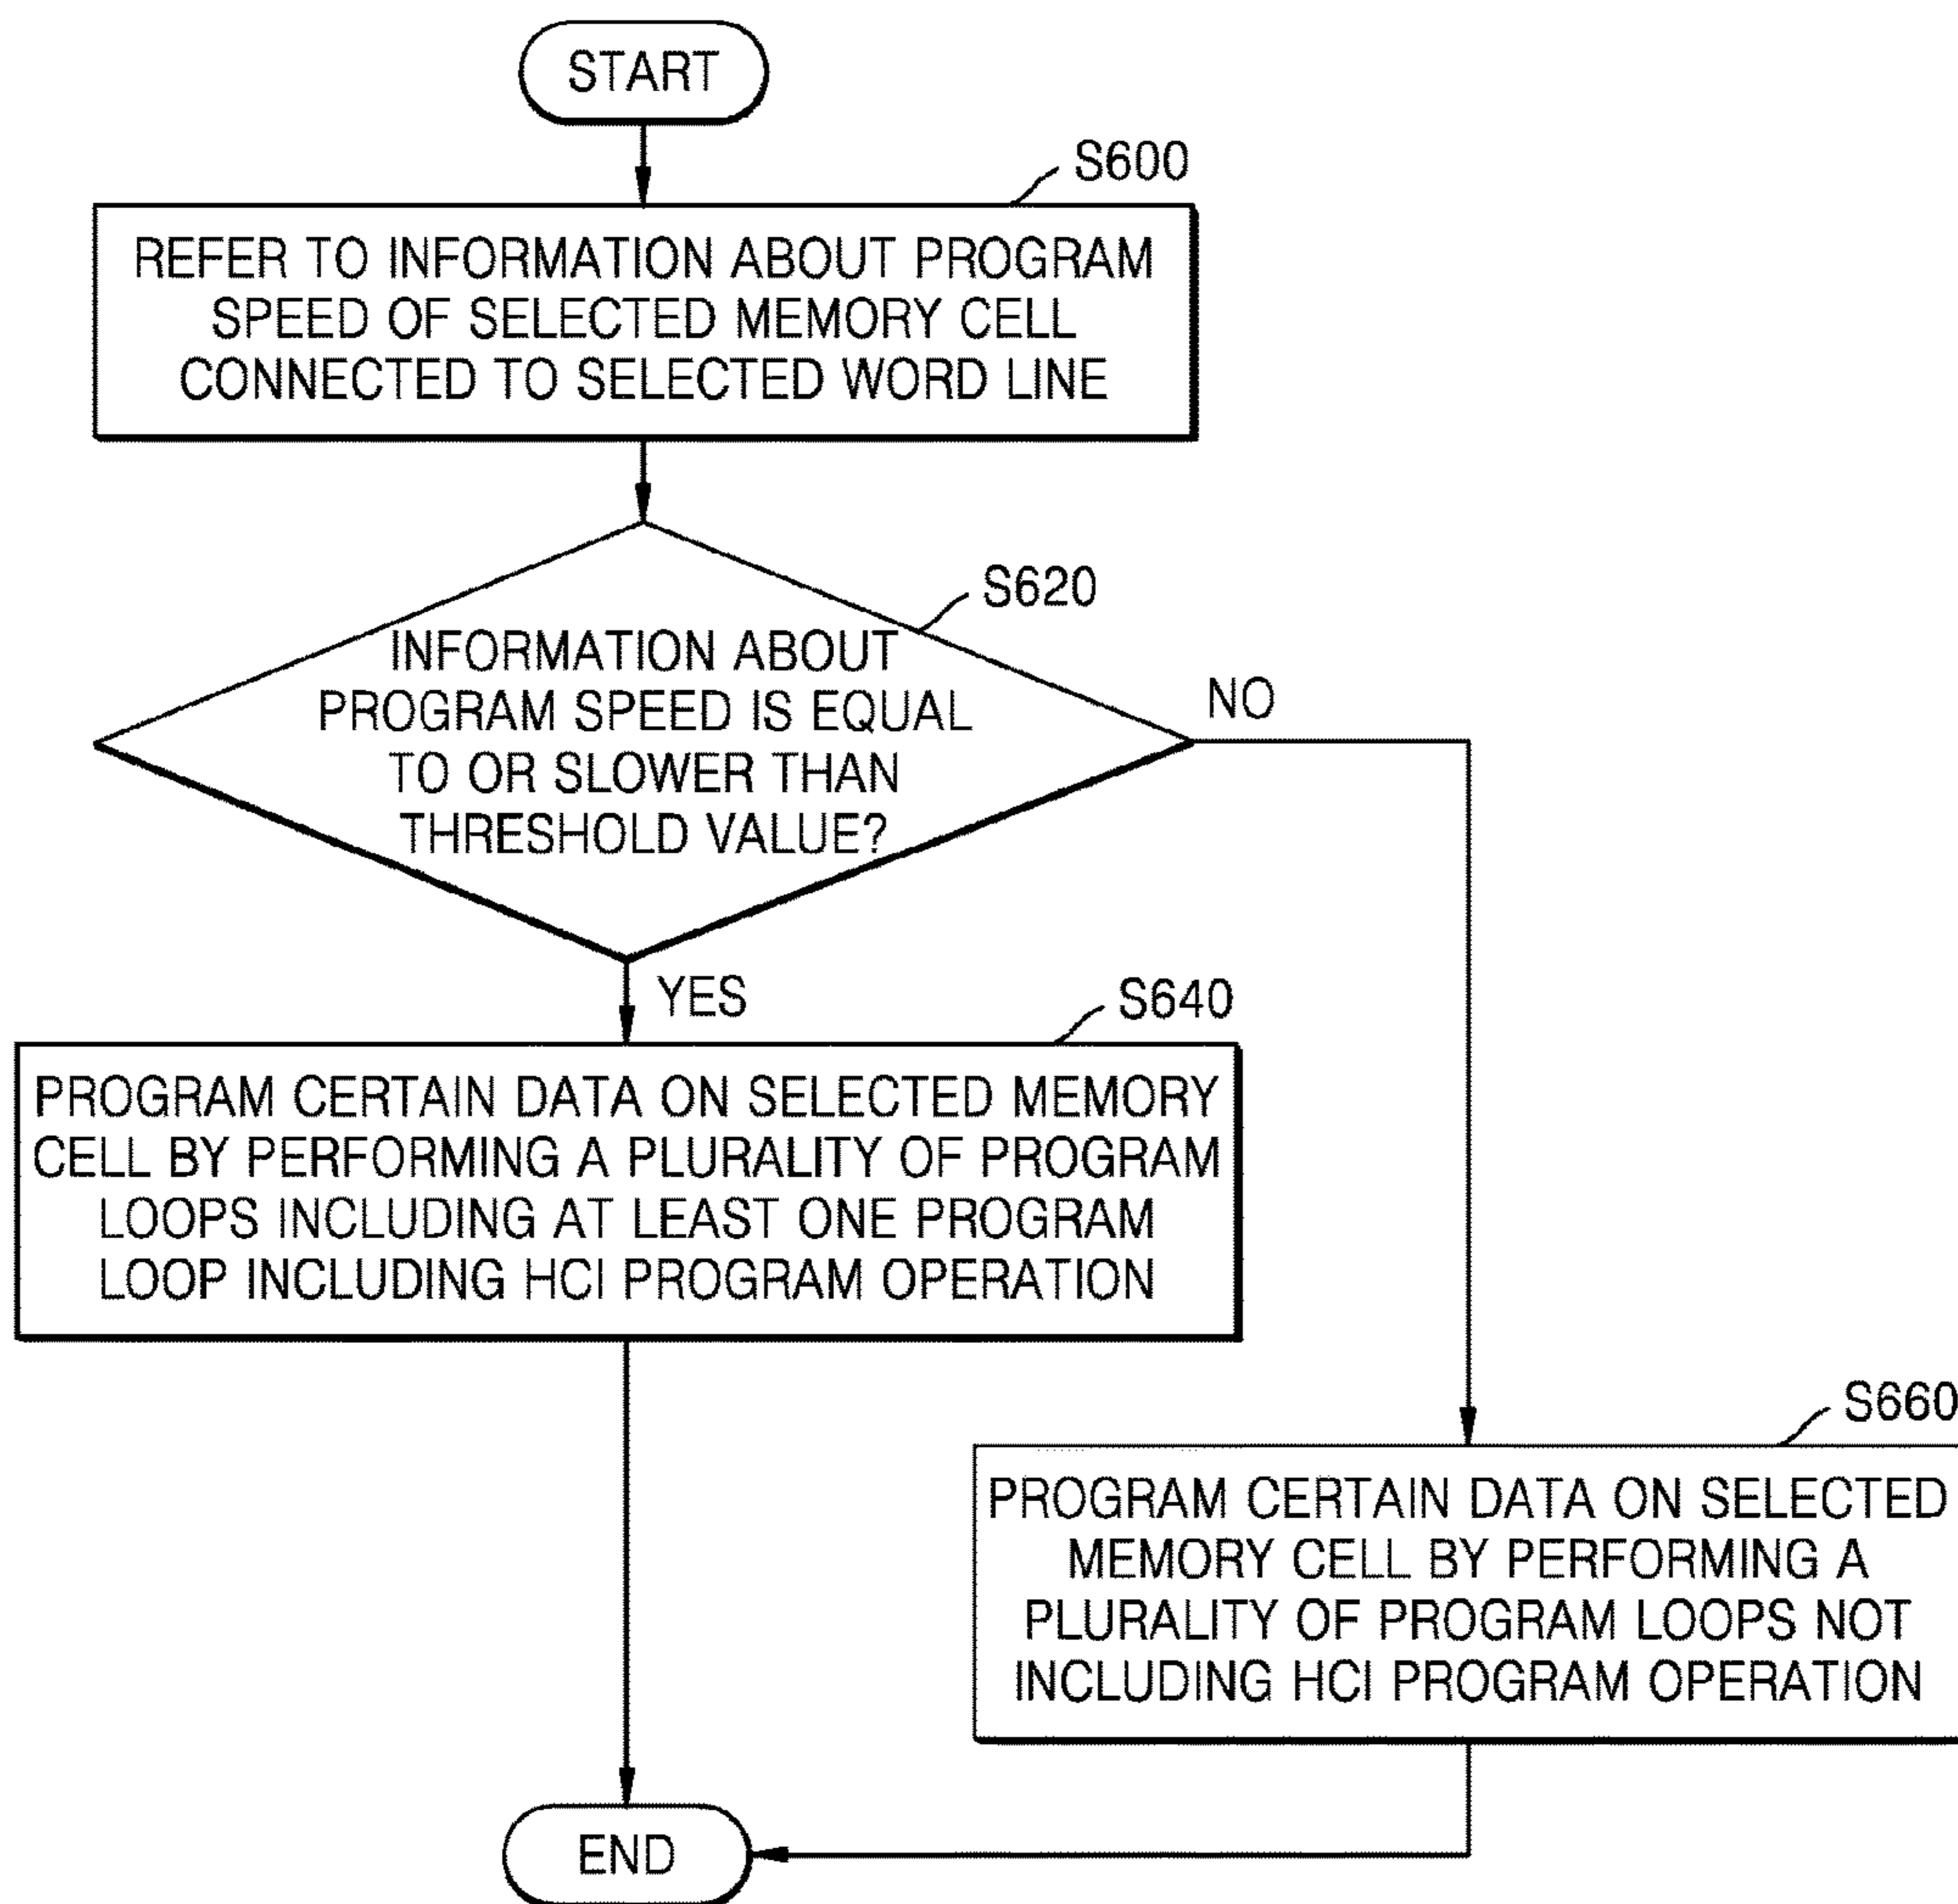 START
S600
REFER TO INFORMATION ABOUT PROGRAM
SPEED OF SELECTED MEMORY CELL
CONNECTED TO SELECTED WORD LINE
S620
INFORMATION ABOUT
PROGRAM SPEED IS EQUAL
TO OR SLOWER THAN
THRESHOLD VALUE?
NO
YES
S640
PROGRAM CERTAIN DATA ON SELECTED MEMORY
CELL BY PERFORMING A PLURALITY OF PROGRAM
LOOPS INCLUDING AT LEAST ONE PROGRAM
LOOP INCLUDING HCI PROGRAM OPERATION
S660
PROGRAM CERTAIN DATA ON SELECTED
MEMORY CELL BY PERFORMING A
PLURALITY OF PROGRAM LOOPS NOT
INCLUDING HCI PROGRAM OPERATION
END